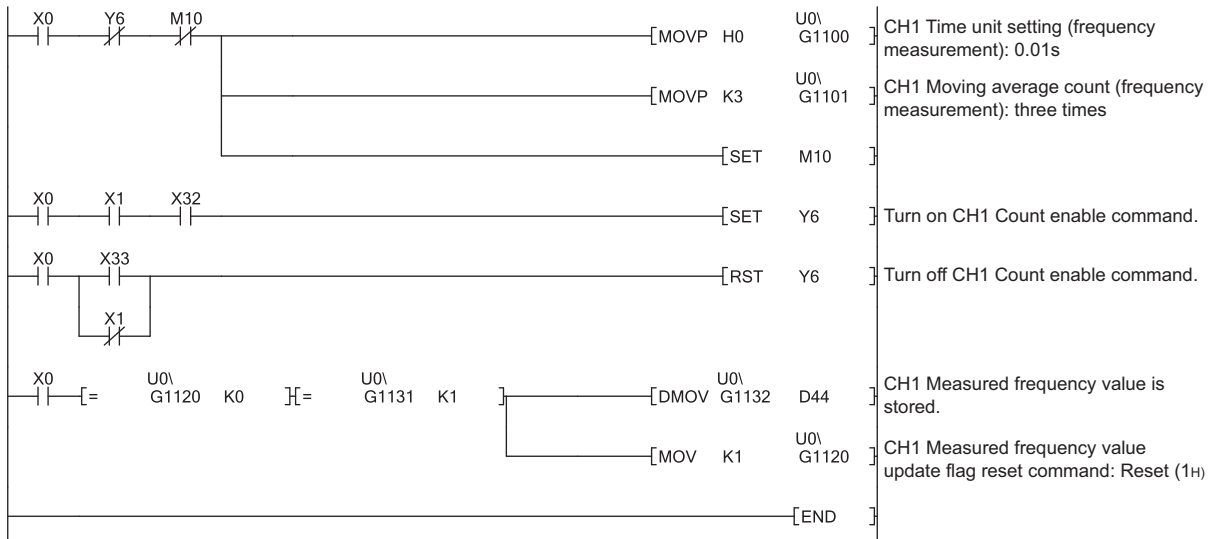 X0 Y6 M10 [MOVP H0 U0\ G1100 ] CH1 Time unit setting (frequency
measurement): 0.01s
[MOVP K3 U0\ G1101 ] CH1 Moving average count (frequency
measurement): three times
[SET M10 ]
X0 X1 X32 [SET Y6 ] Turn on CH1 Count enable command.
X0 X33 [RST Y6 ] Turn off CH1 Count enable command.
X1
X0 [= U0\ G1120 K0 ] [= U0\ G1131 K1 ] [DMOV U0\ G1132 D44 ] CH1 Measured frequency value is
stored.
[MOV K1 U0\ G1120 ] CH1 Measured frequency value
update flag reset command: Reset (1H)
[END ]